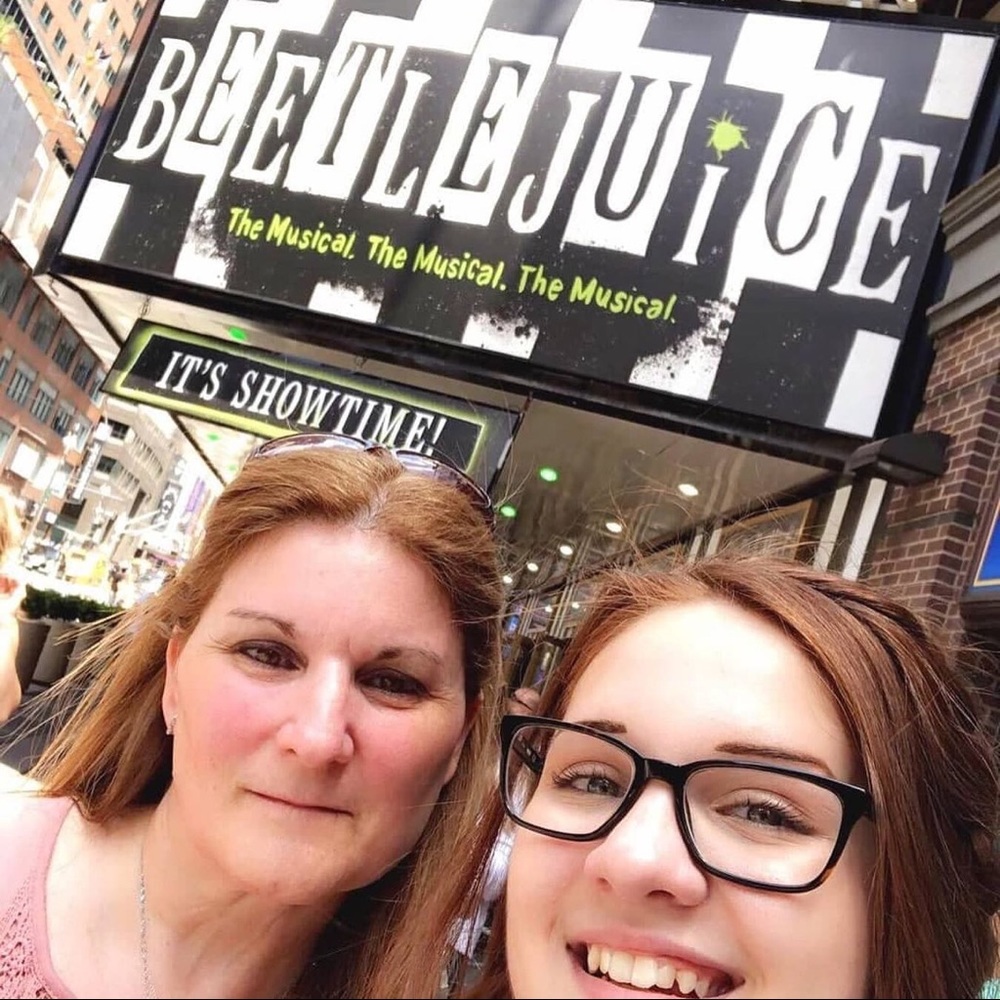 BEETLEJUiCE
The Musical. The Musical. The Musical.
IT'S SHOWTIME!